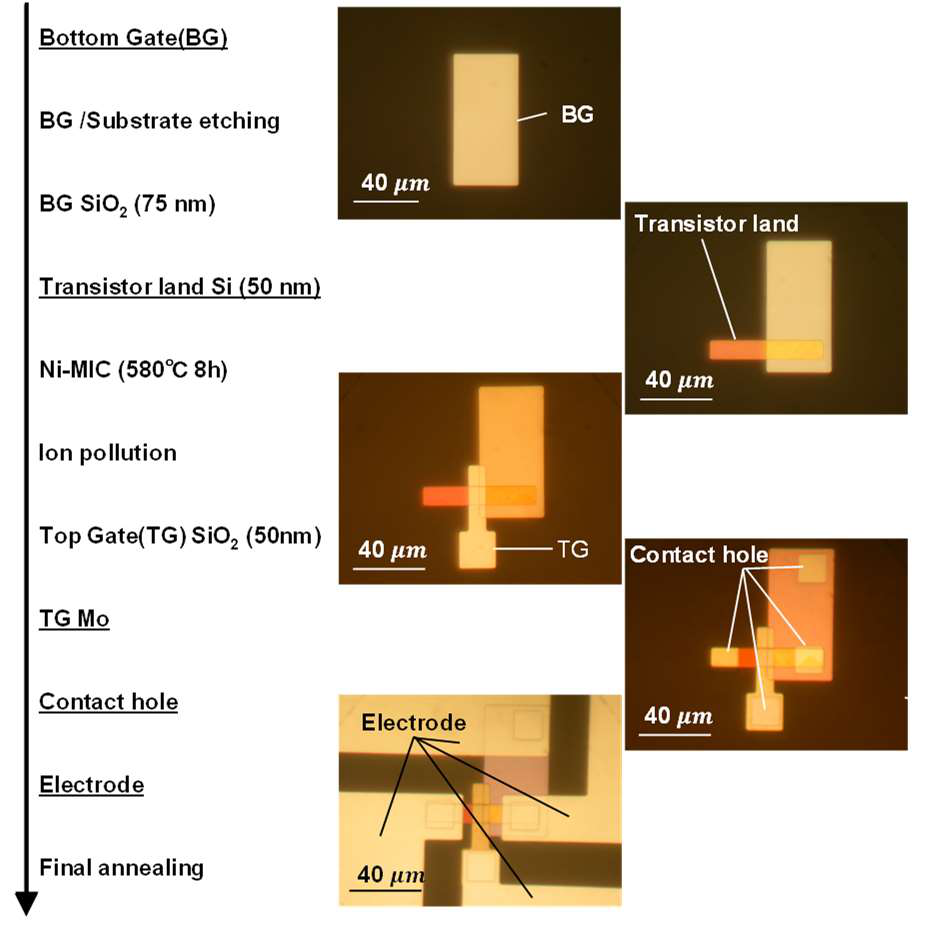 Bottom Gate(BG)
BG /Substrate etching
BG SiO₂ (75 nm)
Transistor land Si (50 nm)
Ni-MIC (580℃ 8h)
Ion pollution
Top Gate(TG) SiO₂ (50nm)
TG Mo
Contact hole
Electrode
Final annealing
BG
40 μm
Transistor land
40 μm
TG
40 μm
Contact hole
40 μm
Electrode
40 μm